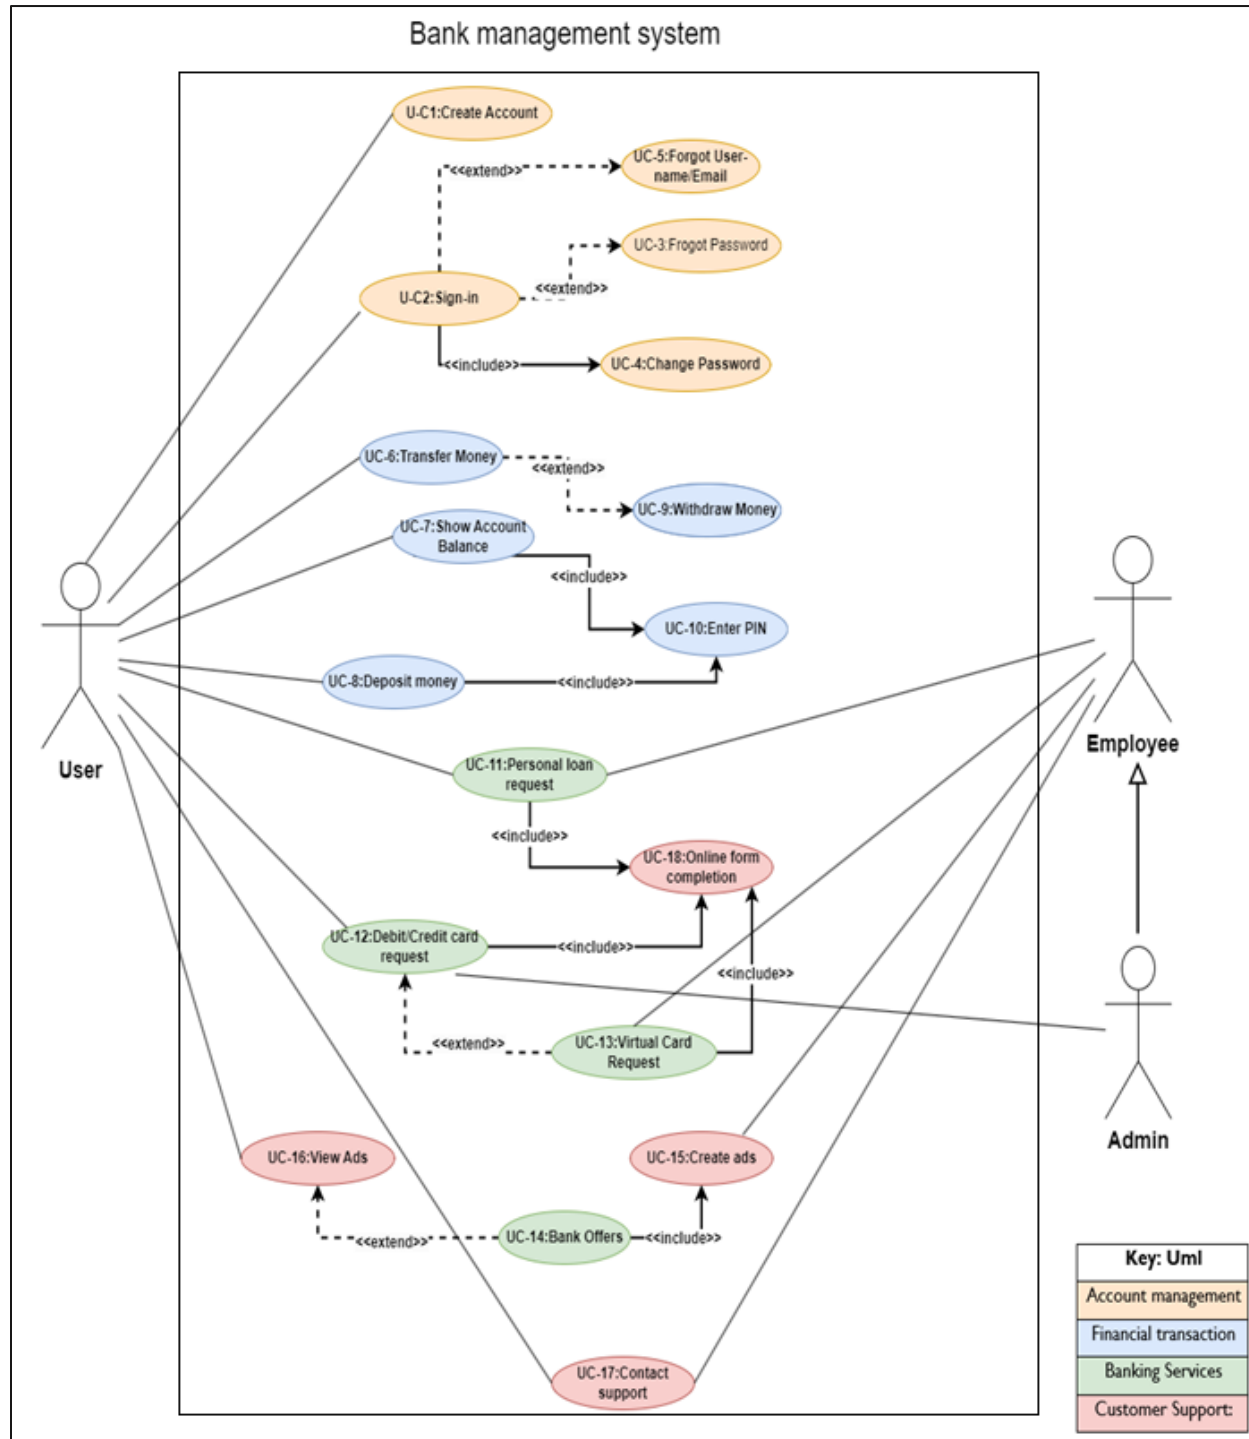 Bank management system
U-C1:Create Account
UC-5:Forgot User-
name/Email
<<extend>>
UC-3:Frogot Password
<<extend>>
U-C2:Sign-in
<<include>>
UC-4:Change Password
UC-6:Transfer Money
<<extend>>
UC-9:Withdraw Money
UC-7:Show Account
Balance
<<include>>
UC-10:Enter PIN
UC-8:Deposit money
<<include>>
User
Employee
UC-11:Personal loan
request
<<include>>
UC-18:Online form
completion
UC-12:Debit/Credit card
request
<<include>>
<<include>>
<<extend>>
UC-13:Virtual Card
Request
Admin
UC-16:View Ads
UC-15:Create ads
<<extend>>
UC-14:Bank Offers
<<include>>
UC-17:Contact
support
Key: Uml
Account management
Financial transaction
Banking Services
Customer Support: